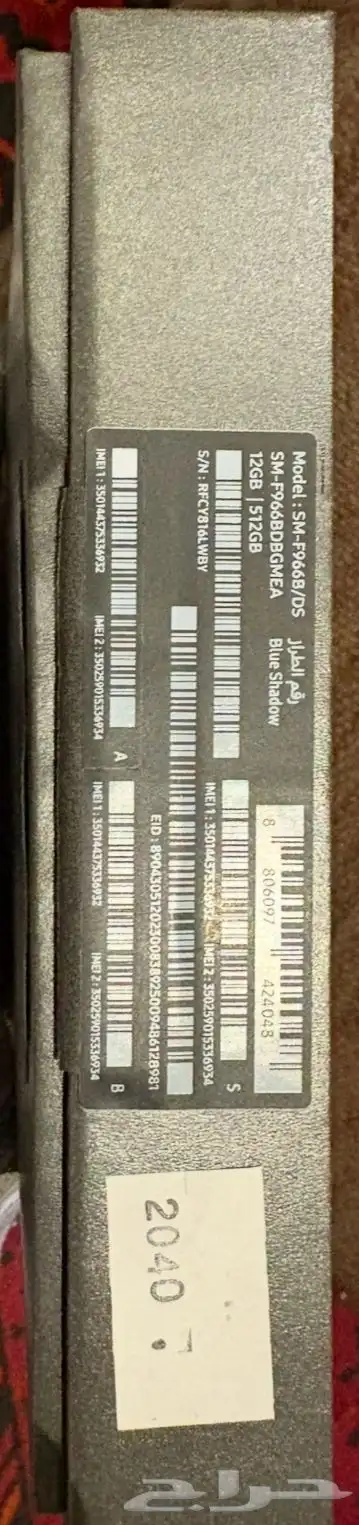 Model : SM-F966B/DS رقم الطراز
SM-F966BDBGMEA Blue Shadow
12GB | 512GB
8 806097 424048
S/N : RFCY816LWBY
IMEI 1 : 350144375336932 IMEI 2 : 350259015336934 S
EID : 89043051202300838925009486128981
IMEI 1 : 350144375336932 IMEI 2 : 350259015336934 A
IMEI 1 : 350144375336932 IMEI 2 : 350259015336934 B
2040
حراج